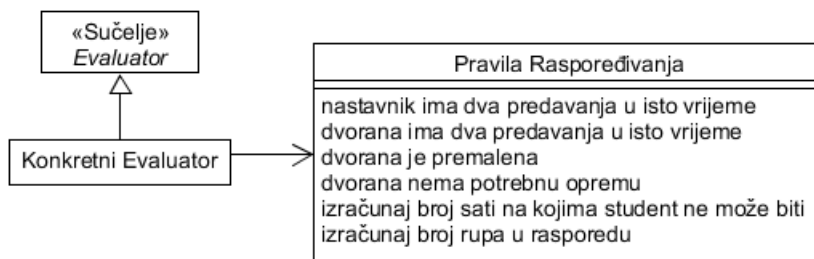 «Sučelje»
Evaluator
Konkretni Evaluator
Pravila Raspoređivanja
nastavnik ima dva predavanja u isto vrijeme
dvorana ima dva predavanja u isto vrijeme
dvorana je premalena
dvorana nema potrebnu opremu
izračunaj broj sati na kojima student ne može biti
izračunaj broj rupa u rasporedu